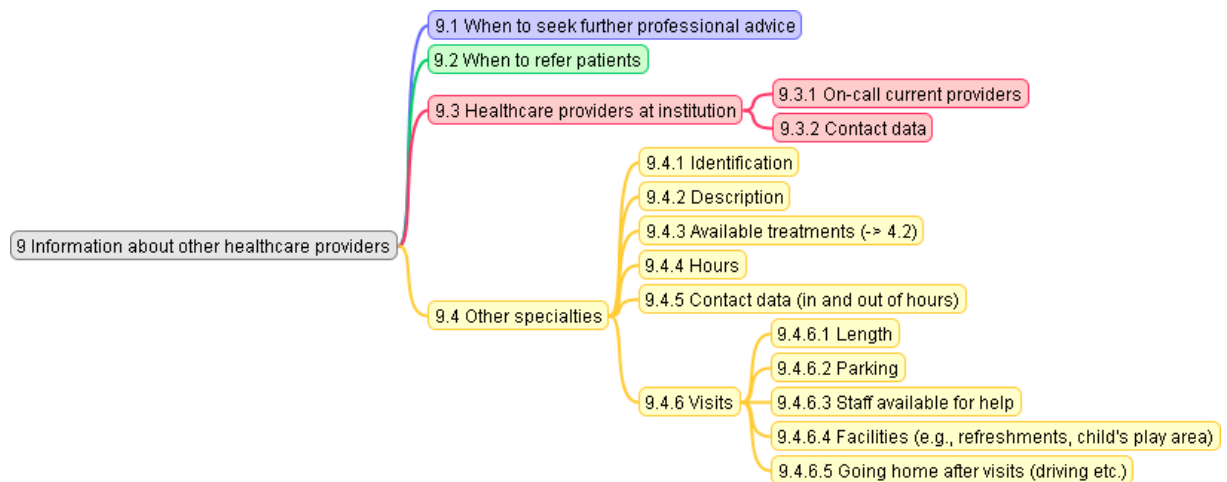 9 Information about other healthcare providers
9.1 When to seek further professional advice
9.2 When to refer patients
9.3 Healthcare providers at institution
9.3.1 On-call current providers
9.3.2 Contact data
9.4 Other specialties
9.4.1 Identification
9.4.2 Description
9.4.3 Available treatments (-> 4.2)
9.4.4 Hours
9.4.5 Contact data (in and out of hours)
9.4.6 Visits
9.4.6.1 Length
9.4.6.2 Parking
9.4.6.3 Staff available for help
9.4.6.4 Facilities (e.g., refreshments, child's play area)
9.4.6.5 Going home after visits (driving etc.)